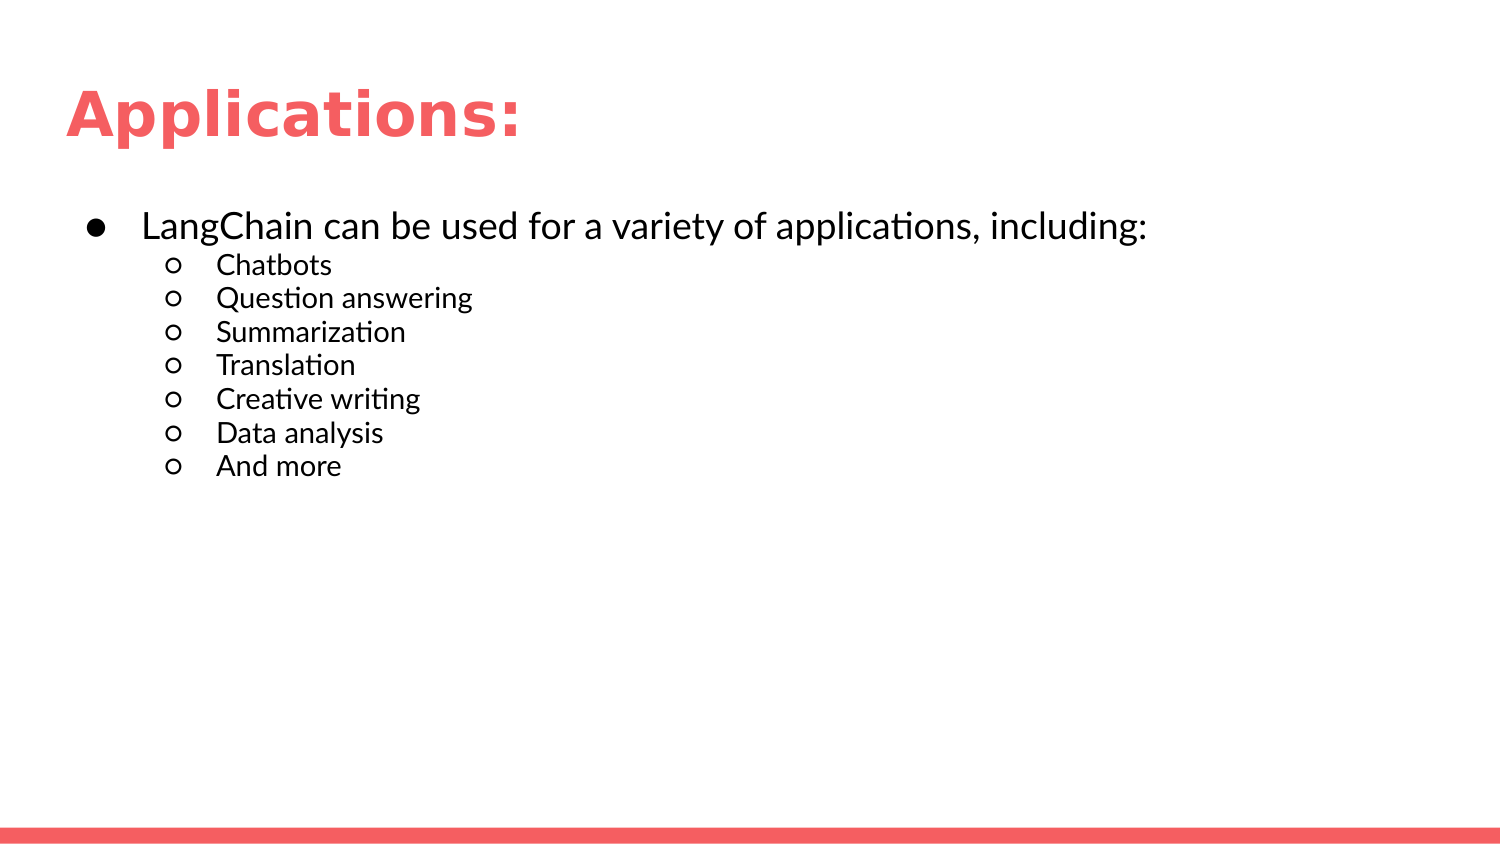 Applications:
● LangChain can be used for a variety of applications, including:
○ Chatbots
○ Question answering
○ Summarization
○ Translation
○ Creative writing
○ Data analysis
○ And more